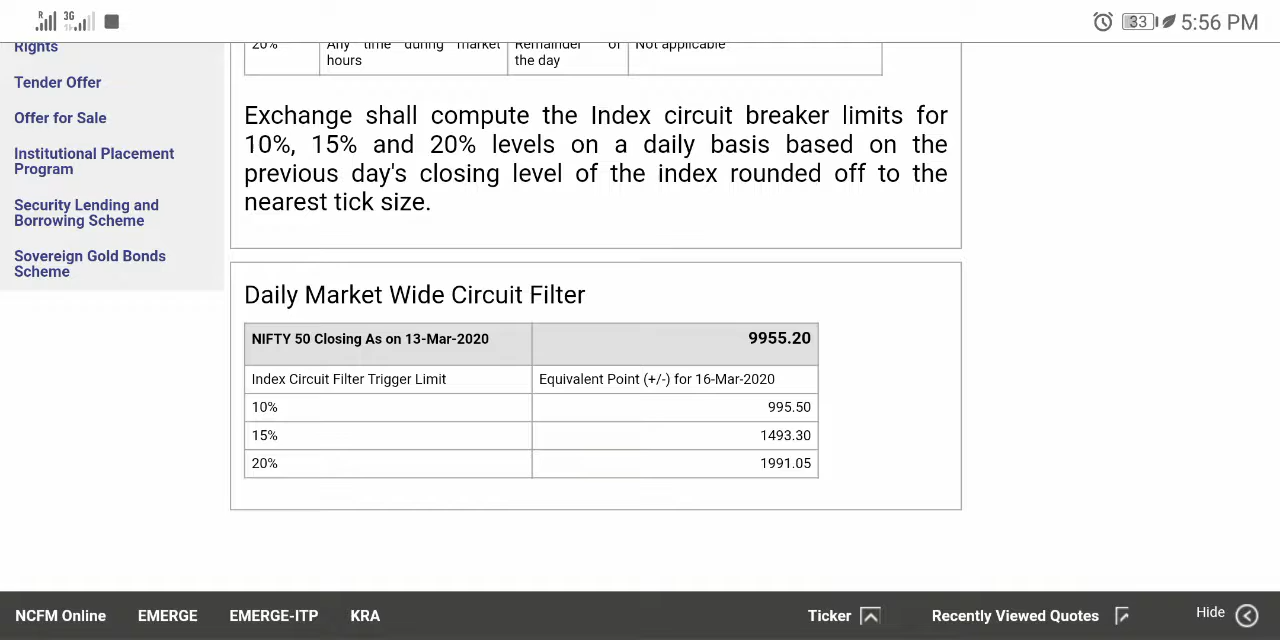 R 3G 33 5:56 PM
Rights
Tender Offer
Offer for Sale
Institutional Placement
Program
Security Lending and
Borrowing Scheme
Sovereign Gold Bonds
Scheme
20% Any time during market Remainder of Not applicable
hours the day
Exchange shall compute the Index circuit breaker limits for
10%, 15% and 20% levels on a daily basis based on the
previous day's closing level of the index rounded off to the
nearest tick size.
Daily Market Wide Circuit Filter
NIFTY 50 Closing As on 13-Mar-2020 9955.20
Index Circuit Filter Trigger Limit Equivalent Point (+/-) for 16-Mar-2020
10% 995.50
15% 1493.30
20% 1991.05
NCFM Online EMERGE EMERGE-ITP KRA Ticker Recently Viewed Quotes Hide